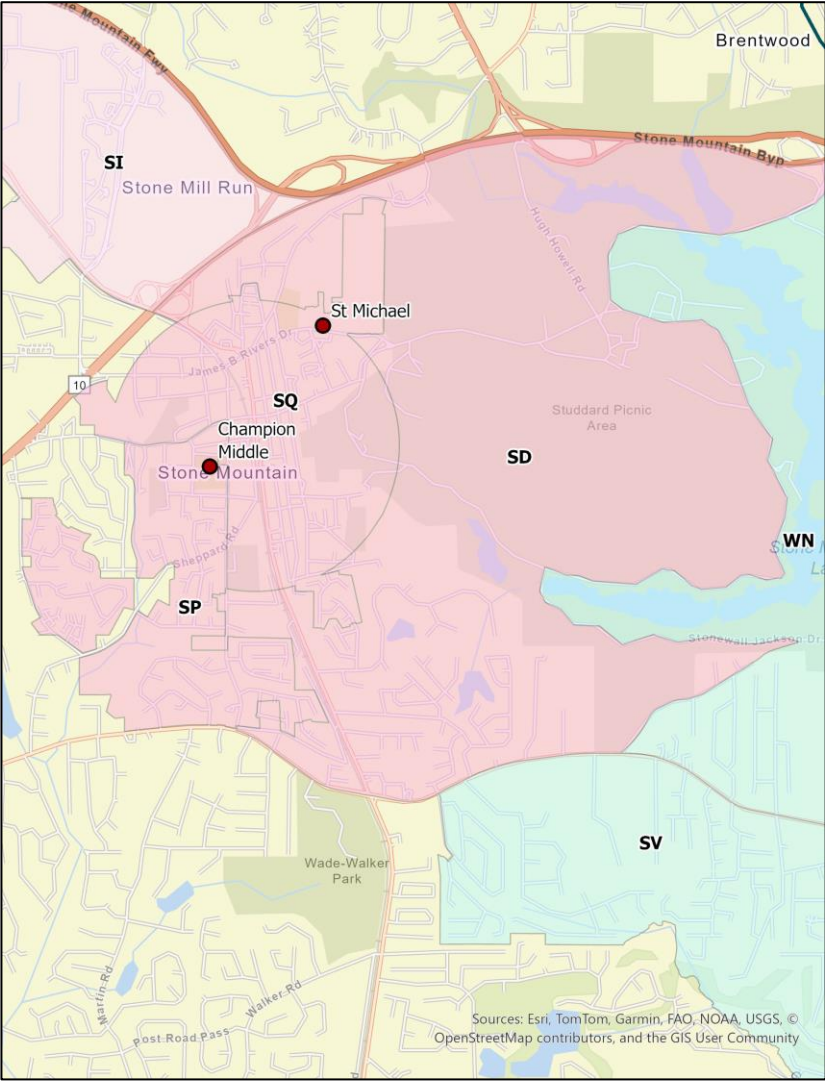 ne Mountain Fwy
Brentwood
Stone Mountain Byp
SI
Stone Mill Run
Hugh Howell Rd
St Michael
James B Rivers Dr
10
SQ
Champion
Middle
Studdard Picnic
Area
SD
Stone Mountain
WN
Stone M
La
Sheppard Rd
SP
Stonewall Jackson Dr
SV
Wade-Walker
Park
Martin Rd
Walker Rd
Post Road Pass
Sources: Esri, TomTom, Garmin, FAO, NOAA, USGS, ©
OpenStreetMap contributors, and the GIS User Community